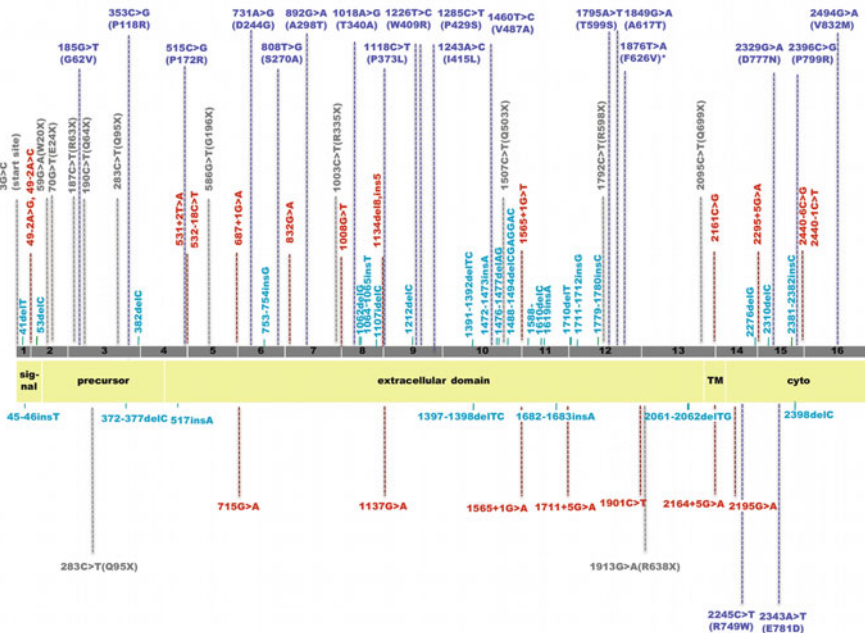 353C>G
(P118R)
731A>G
(D244G)
892G>A
(A298T)
1018A>G
(T340A)
1226T>C
(W409R)
1285C>T
(P429S)
1460T>C
(V487A)
1795A>T
(T599S)
1849G>A
(A617T)
2494G>A
(V832M)
185G>T
(G62V)
515C>G
(P172R)
808T>G
(S270A)
1118C>T
(P373L)
1243A>C
(I415L)
1876T>A
(F626V)*
2329G>A
(D777N)
2396C>G
(P799R)
3G>C
(start site)
49-2A>G, 49-2A>C
59G>A(W20X)
70G>T(E24X)
187C>T(R63X)
190C>T(Q64X)
283C>T(Q95X)
531+2T>A
532-18C>T
586G>T(G196X)
687+1G>A
832G>A
1003C>T(R335X)
1008G>T
1134del8,ins5
1507C>T(Q503X)
1565+1G>T
1792C>T(R598X)
2095C>T(Q699X)
2161C>G
2295+5G>A
2440-6C>G
2440-1C>T
41delT
53delC
382delC
753-754insG
1062delG
1064-1065insT
1107delC
1212delC
1391-1392delTC
1472-1473insA
1476-1477delAG
1488-1494delCGAGGAC
1588-
1610delC
1619insA
1710delT
1711-1712insG
1779-1780insC
2276delG
2310delC
2381-2382insC
1 2 3 4 5 6 7 8 9 10 11 12 13 14 15 16
sig-
nal
precursor
extracellular domain
TM
cyto
45-46insT
372-377delC
517insA
1397-1398delTC
1682-1683insA
2061-2062delTG
2398delC
715G>A
1137G>A
1565+1G>A
1711+5G>A
1901C>T
2164+5G>A
2195G>A
283C>T(Q95X)
1913G>A(R638X)
2245C>T
(R749W)
2343A>T
(E781D)